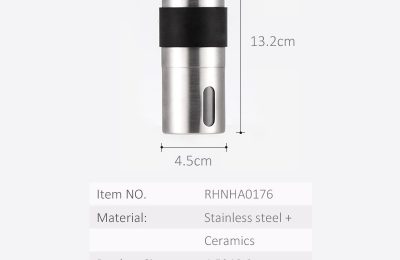 13.2cm
4.5cm
Item NO. RHNHA0176
Material: Stainless steel +
Ceramics